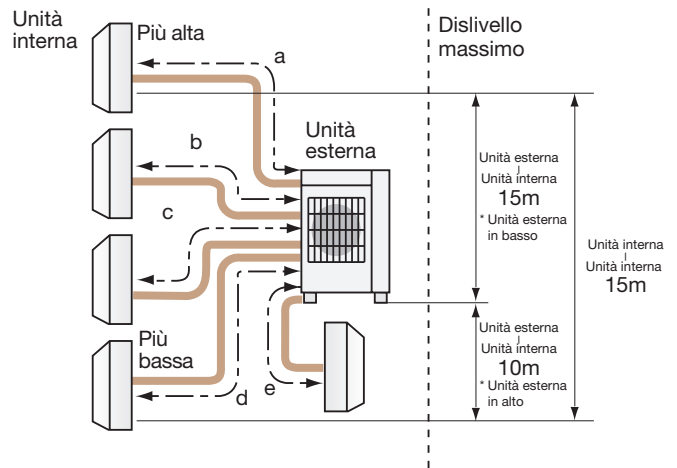 Unità
interna
Più alta
a
b
c
Unità
esterna
Più
bassa
d
e
Dislivello
massimo
Unità esterna
Unità interna
15m
* Unità esterna
in basso
Unità esterna
Unità interna
10m
* Unità esterna
in alto
Unità interna
Unità interna
15m